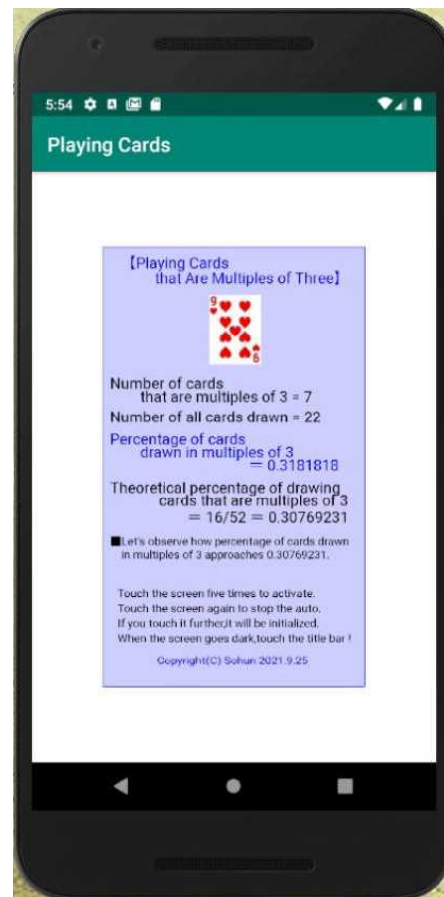 5:54
Playing Cards
【Playing Cards
that Are Multiples of Three】
9
6
Number of cards
that are multiples of 3 = 7
Number of all cards drawn = 22
Percentage of cards
drawn in multiples of 3
= 0.3181818
Theoretical percentage of drawing
cards that are multiples of 3
= 16/52 = 0.30769231
■Let's observe how percentage of cards drawn
in multiples of 3 approaches 0.30769231.
Touch the screen five times to activate.
Touch the screen again to stop the auto.
If you touch it further,it will be initialized.
When the screen goes dark,touch the title bar !
Copyright(C) Sohun 2021.9.25